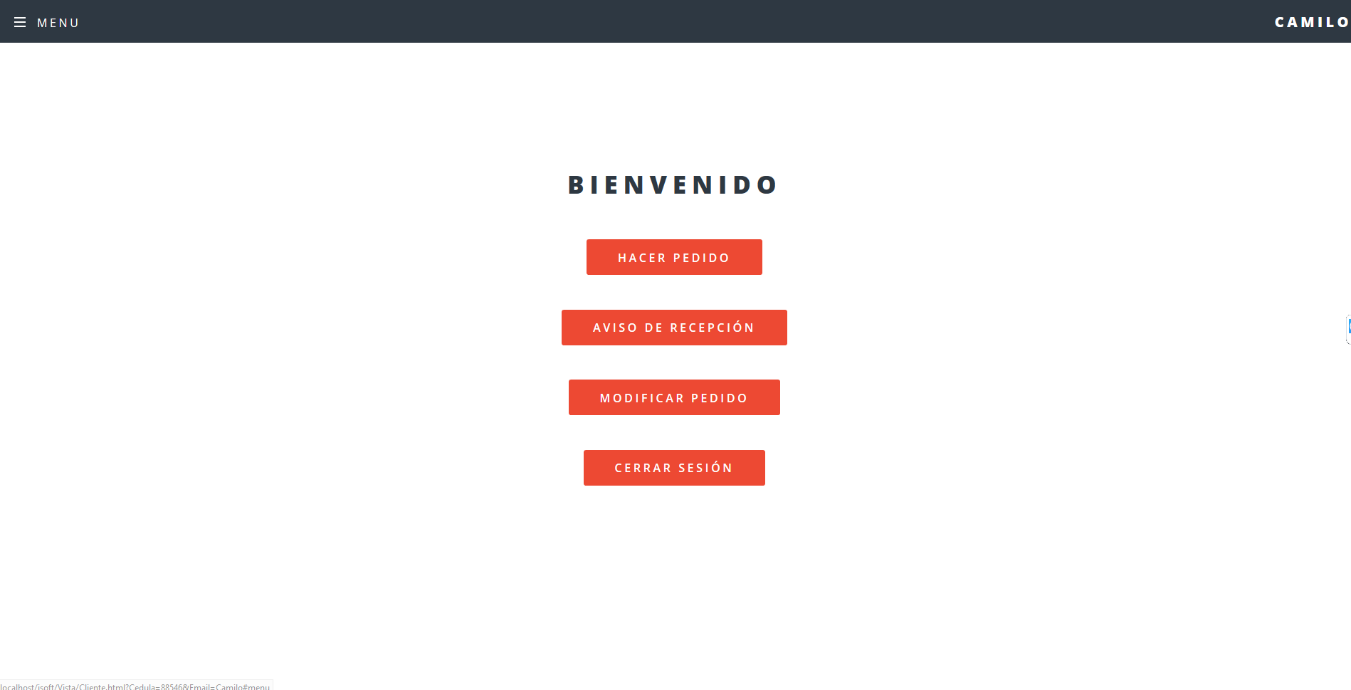 MENU
CAMILO
BIENVENIDO
HACER PEDIDO
AVISO DE RECEPCIÓN
MODIFICAR PEDIDO
CERRAR SESIÓN
localhost/isoft/Vista/Cliente.html?Cedula=88546&Email=Camilo#menu